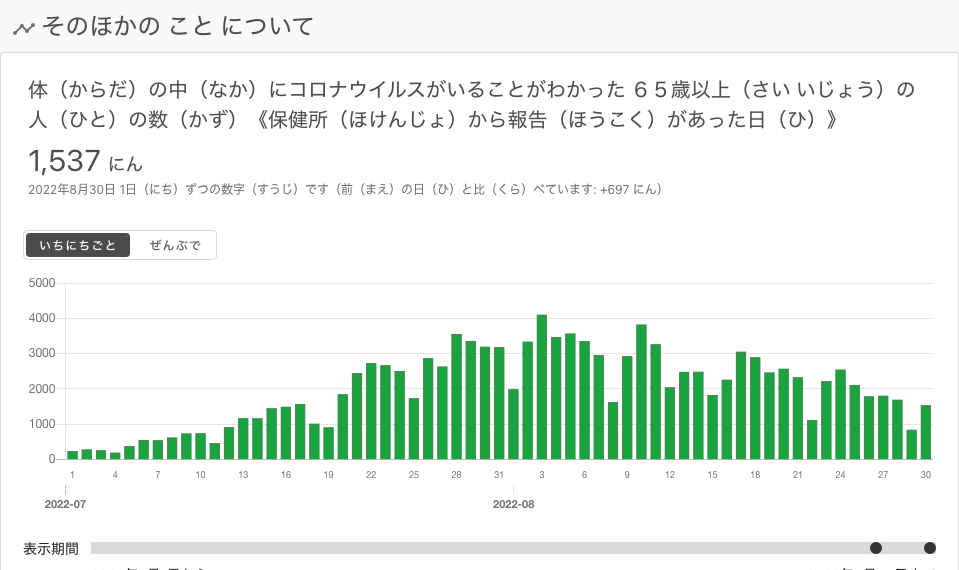 そのほかの こと について
体（からだ）の中（なか）にコロナウイルスがいることがわかった ６５歳以上（さい いじょう）の
人（ひと）の数（かず）《保健所（ほけんじょ）から報告（ほうこく）があった日（ひ）》
1,537 にん
2022年8月30日 1日（にち）ずつの数字（すうじ）です（前（まえ）の日（ひ）と比（くら）べています: +697 にん）
いちにちごと ぜんぶで
5000
4000
3000
2000
1000
0
1 4 7 10 13 16 19 22 25 28 31 3 6 9 12 15 18 21 24 27 30
2022-07 2022-08
表示期間